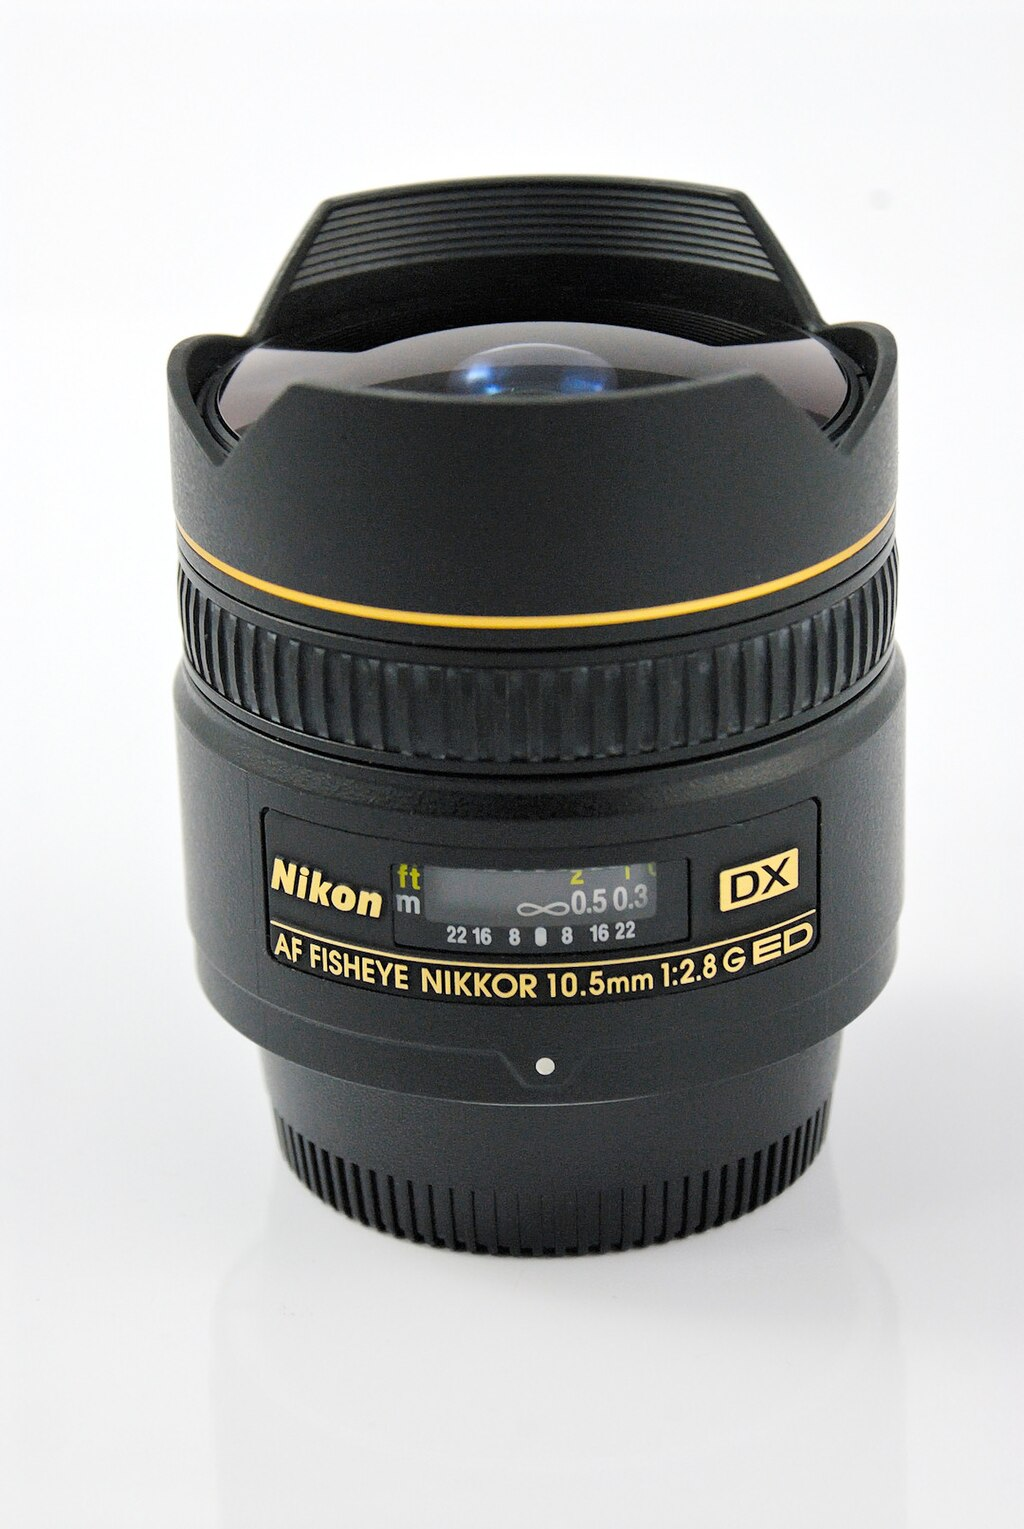 Nikon
ft
m ∞ 0.5 0.3
22 16 8 8 16 22
DX
AF FISHEYE NIKKOR 10.5mm 1:2.8 G ED